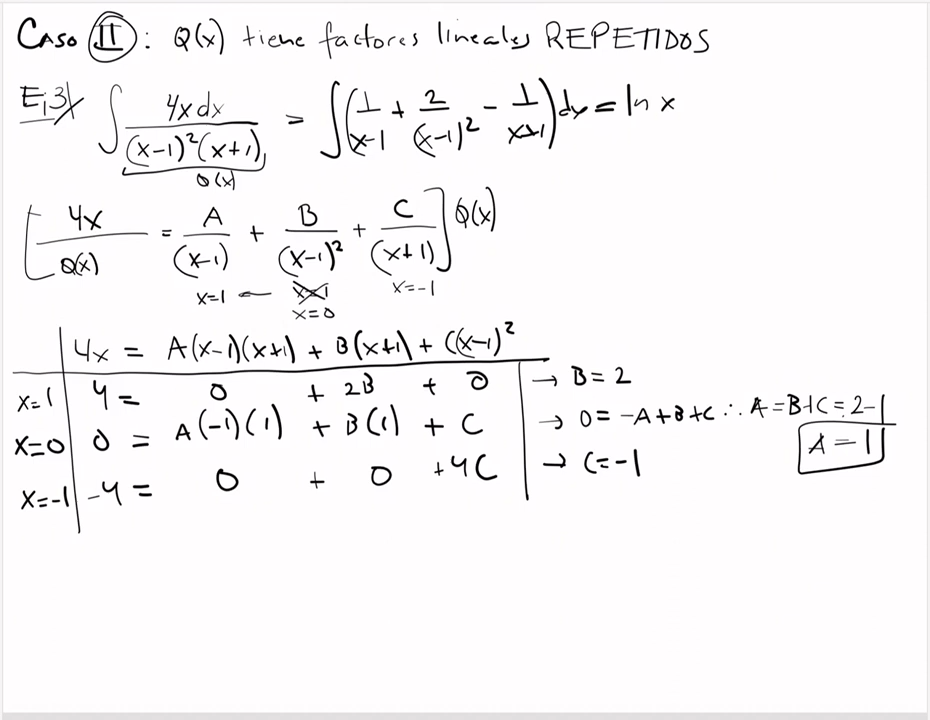 CASO II : Q(x) tiene factores lineales REPETIDOS
Ej3/ ∫ 4x dx / (x-1)²(x+1) = ∫ (1/(x-1) + 2/(x-1)² - 1/(x+1)) dx = ln x
Q(x)
[ 4x/Q(x) = A/(x-1) + B/(x-1)² + C/(x+1) ] Q(x)
x=1 ← x=1 x=-1
x=0
4x = A(x-1)(x+1) + B(x+1) + C(x-1)²
x=1 4 = 0 + 2B + 0 → B=2
x=0 0 = A(-1)(1) + B(1) + C → 0 = -A+B+C ∴ A=B+C=2-1
A=1
x=-1 -4 = 0 + 0 +4C → C=-1